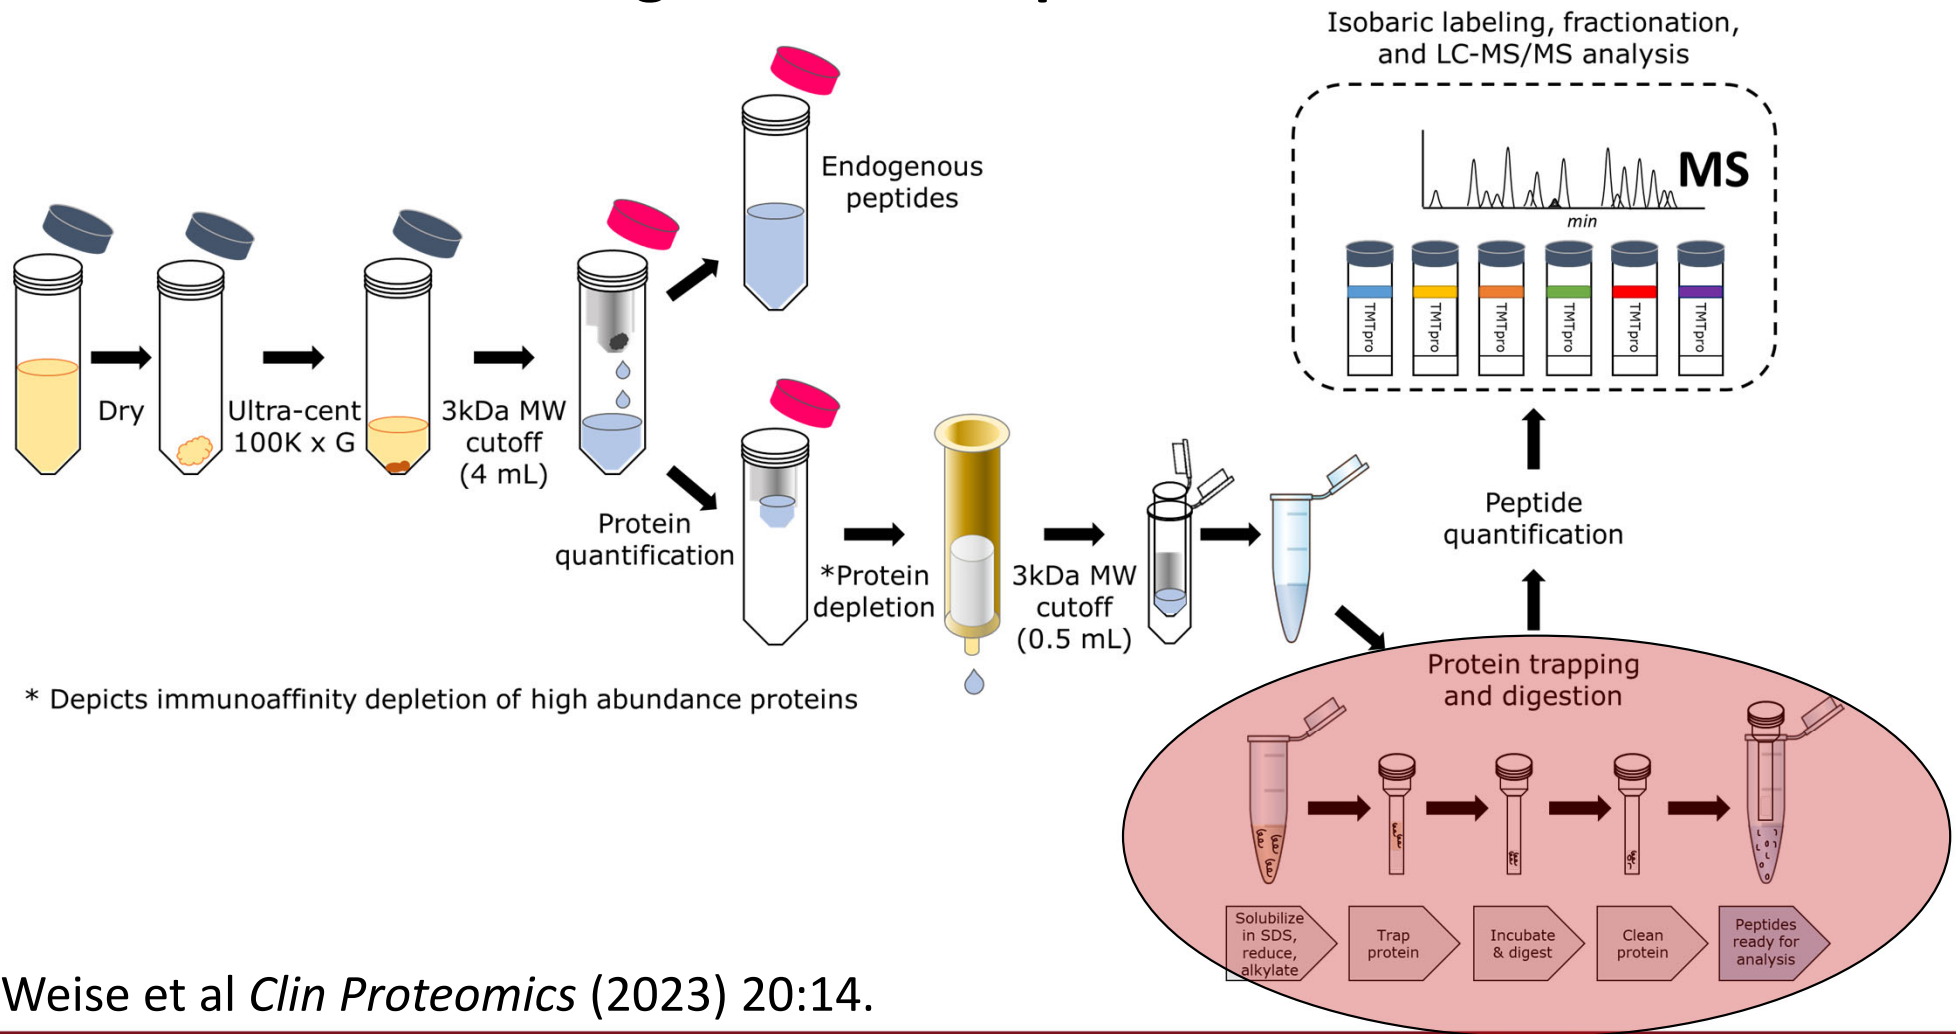 Isobaric labeling, fractionation,
and LC-MS/MS analysis
MS
min
TMTpro
TMTpro
TMTpro
TMTpro
TMTpro
TMTpro
Endogenous
peptides
Dry
Ultra-cent
100K x G
3kDa MW
cutoff
(4 mL)
Protein
quantification
*Protein
depletion
3kDa MW
cutoff
(0.5 mL)
Peptide
quantification
Protein trapping
and digestion
* Depicts immunoaffinity depletion of high abundance proteins
Solubilize
in SDS,
reduce,
alkylate
Trap
protein
Incubate
& digest
Clean
protein
Peptides
ready for
analysis
Weise et al Clin Proteomics (2023) 20:14.